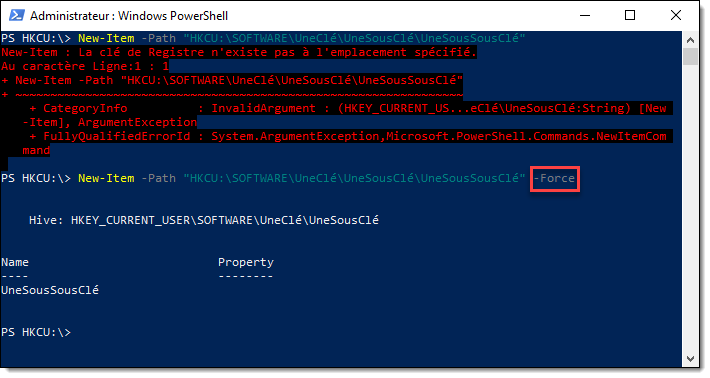 Administrateur : Windows PowerShell
PS HKCU:\> New-Item -Path "HKCU:\SOFTWARE\UneClé\UneSousClé\UneSousSousClé"
New-Item : La clé de Registre n'existe pas à l'emplacement spécifié.
Au caractère Ligne:1 : 1
+ New-Item -Path "HKCU:\SOFTWARE\UneClé\UneSousClé\UneSousSousClé"
+ ~~~~~~~~~~~~~~~~~~~~~~~~~~~~~~~~~~~~~~~~~~~~~~~~~~~~~~~~~~~~~~~~
+ CategoryInfo : InvalidArgument : (HKEY_CURRENT_US...eClé\UneSousClé:String) [New
-Item], ArgumentException
+ FullyQualifiedErrorId : System.ArgumentException,Microsoft.PowerShell.Commands.NewItemCom
mand
PS HKCU:\> New-Item -Path "HKCU:\SOFTWARE\UneClé\UneSousClé\UneSousSousClé" -Force
Hive: HKEY_CURRENT_USER\SOFTWARE\UneClé\UneSousClé
Name Property
---- --------
UneSousSousClé
PS HKCU:\>